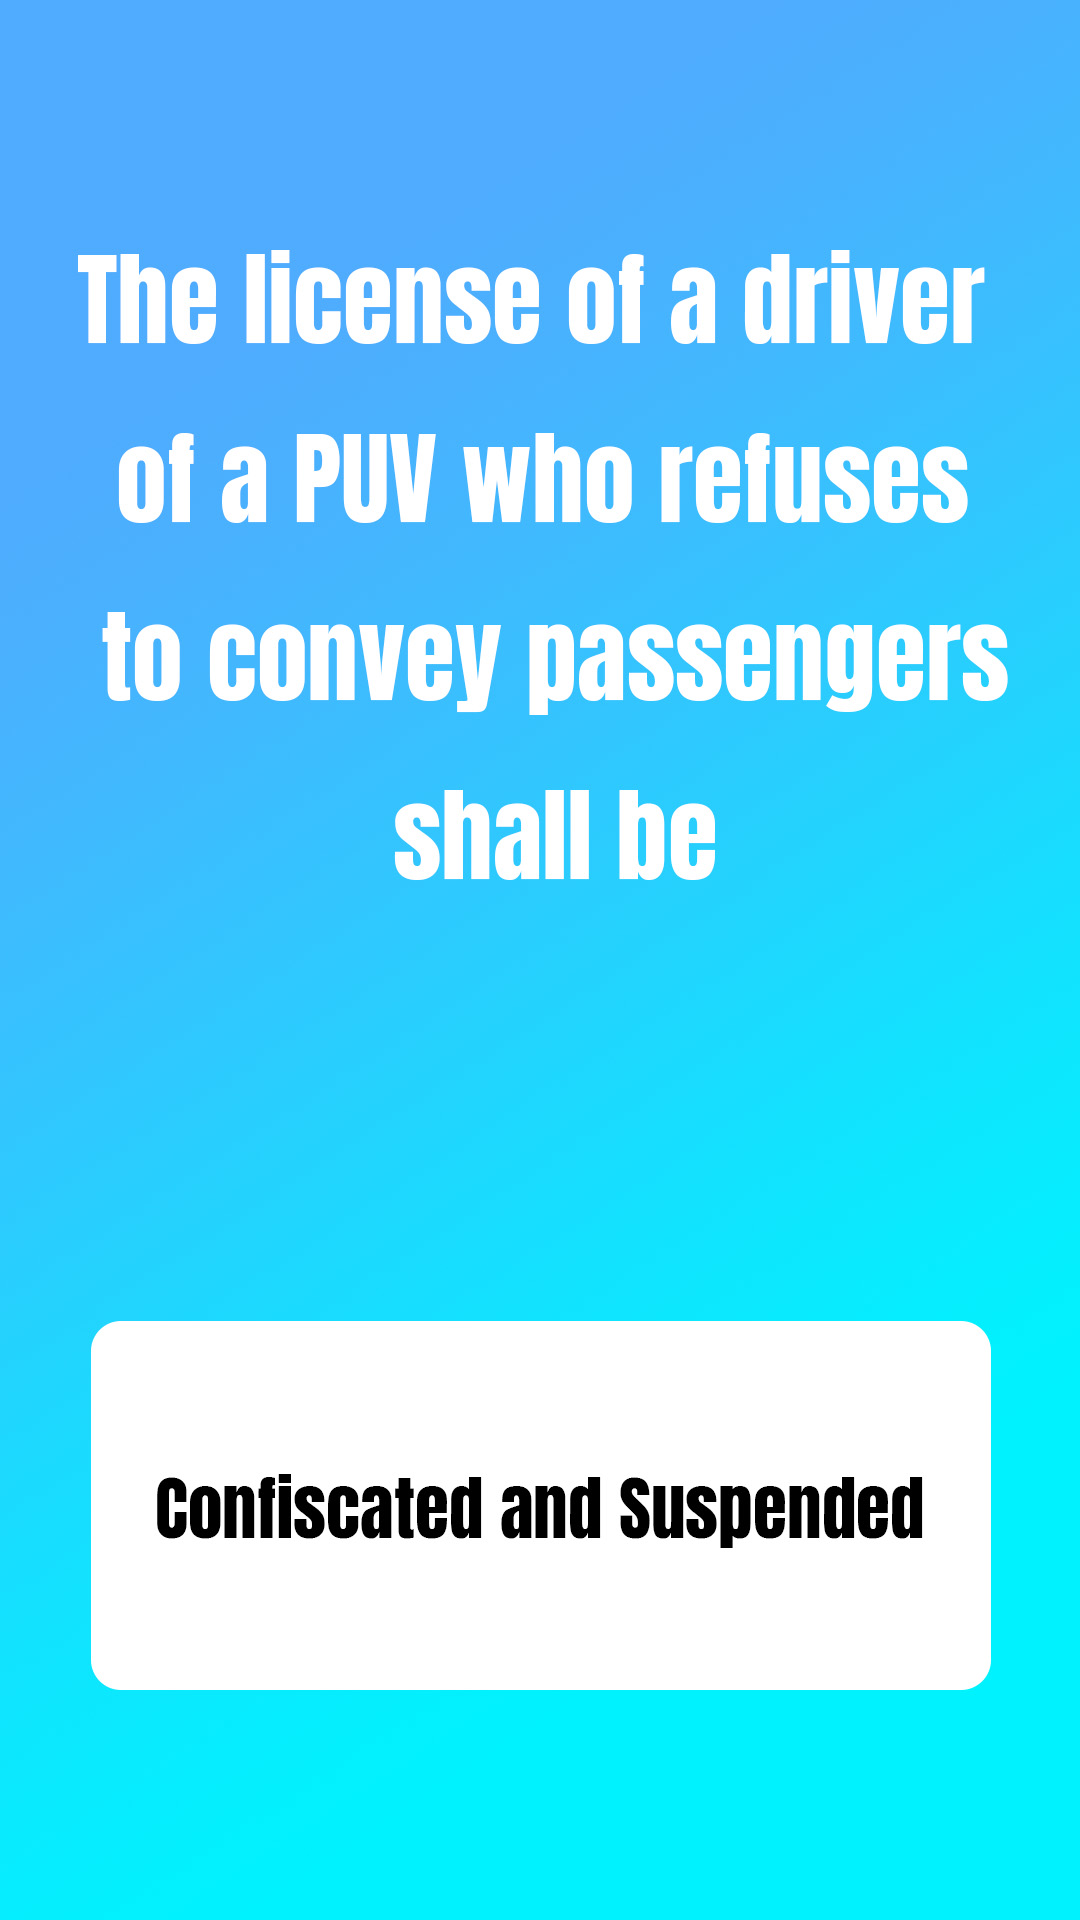 The license of a driver
of a PUV who refuses
to convey passengers
shall be
Confiscated and Suspended